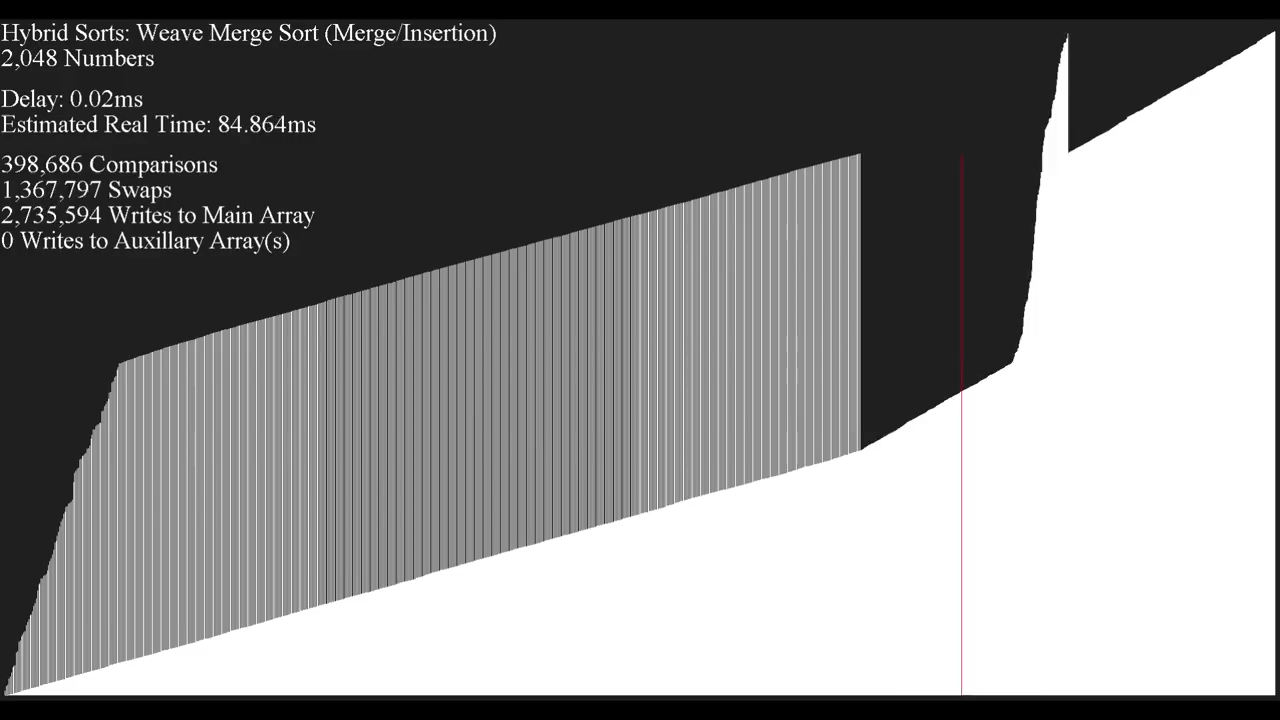 Hybrid Sorts: Weave Merge Sort (Merge/Insertion)
2,048 Numbers
Delay: 0.02ms
Estimated Real Time: 84.864ms
398,686 Comparisons
1,367,797 Swaps
2,735,594 Writes to Main Array
0 Writes to Auxillary Array(s)